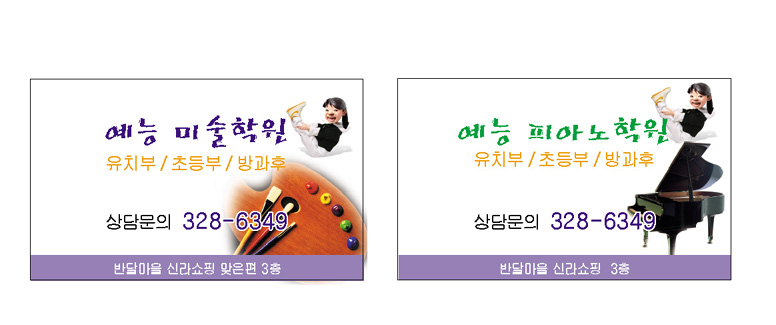 예능 미술학원
유치부 / 초등부 / 방과후
상담문의 328-6349
반달마을 신라쇼핑 맞은편 3층
예능 피아노학원
유치부 / 초등부 / 방과후
상담문의 328-6349
반달마을 신라쇼핑 3층